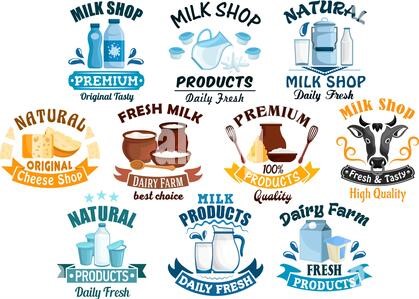 MILK SHOP
PREMIUM
Original Tasty
MILK SHOP
PRODUCTS
Daily Fresh
NATURAL
MILK SHOP
Daily Fresh
NATURAL
ORIGINAL
Cheese Shop
FRESH MILK
DAIRY FARM
best choice
PREMIUM
100%
PRODUCTS
Quality
Milk Shop
Fresh & Tasty
High Quality
NATURAL
PRODUCTS
Daily Fresh
MILK
PRODUCTS
DAILY FRESH
Dairy Farm
FRESH
PRODUCTS